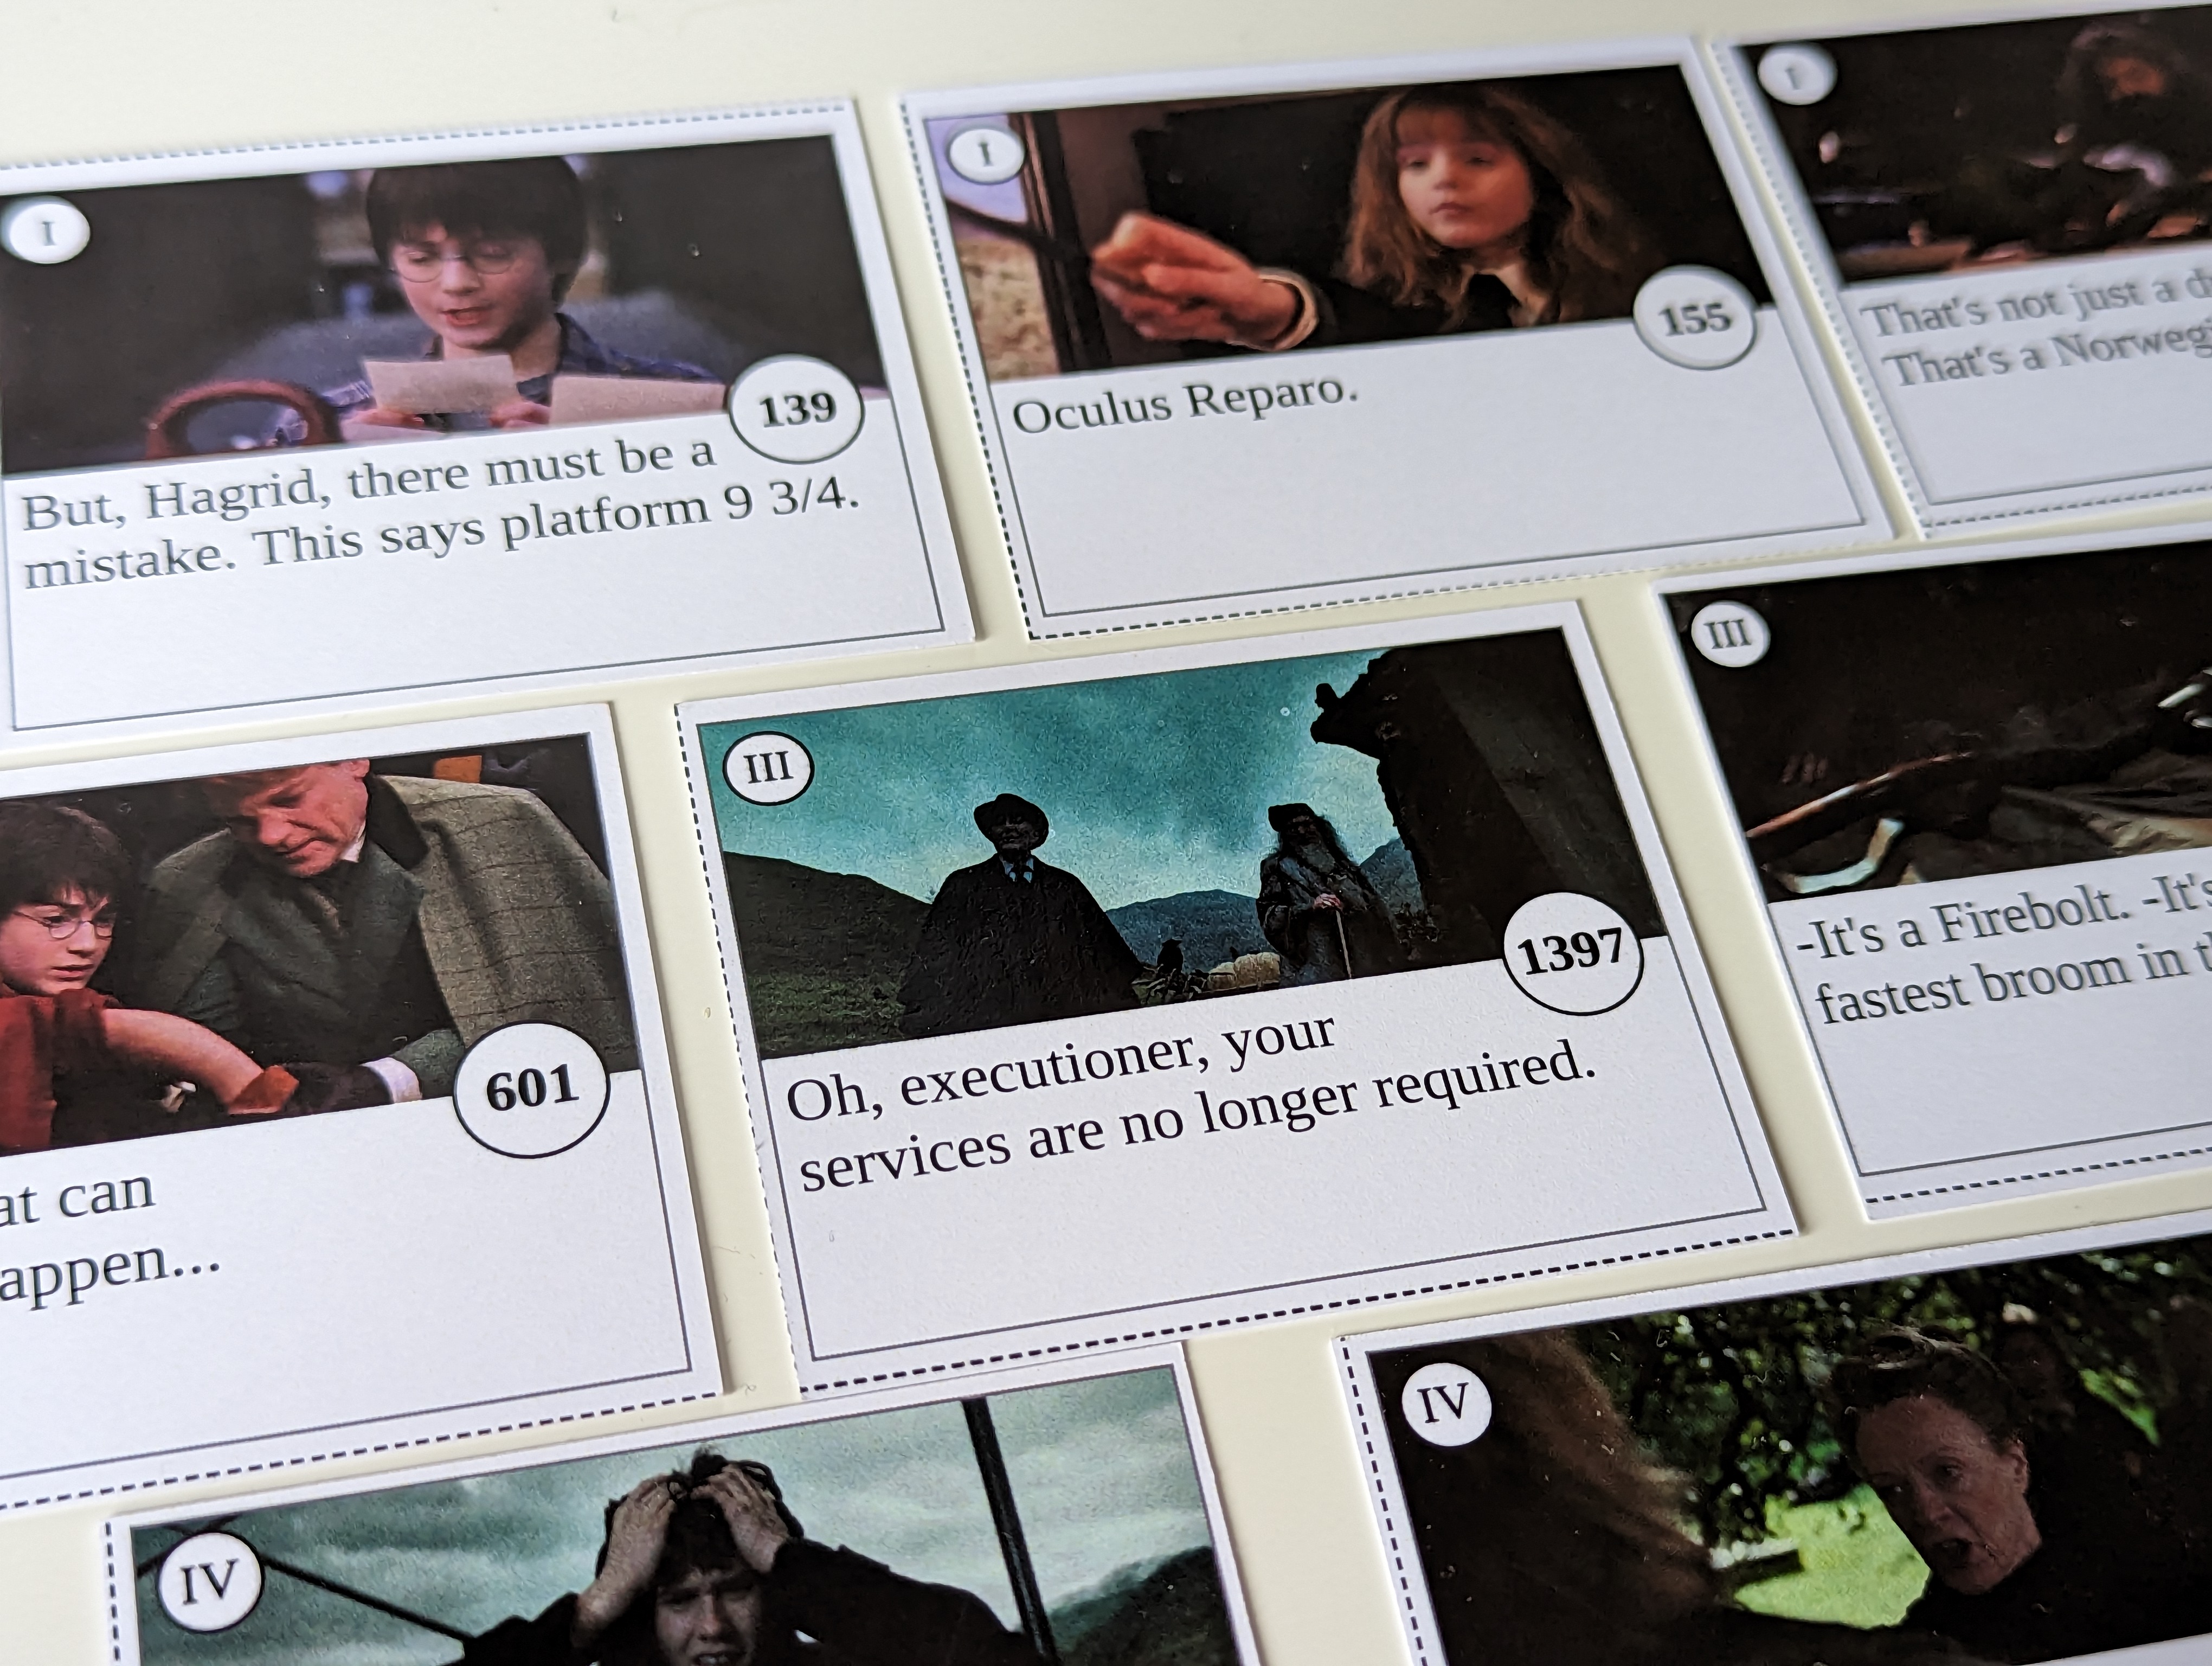 I
139
But, Hagrid, there must be a
mistake. This says platform 9 3/4.
I
155
Oculus Reparo.
I
That's not just a
That's a
601
can
III
1397
Oh, executioner, your
services are no longer required.
III
-It's a Firebolt. -It's
fastest broom in
IV
IV